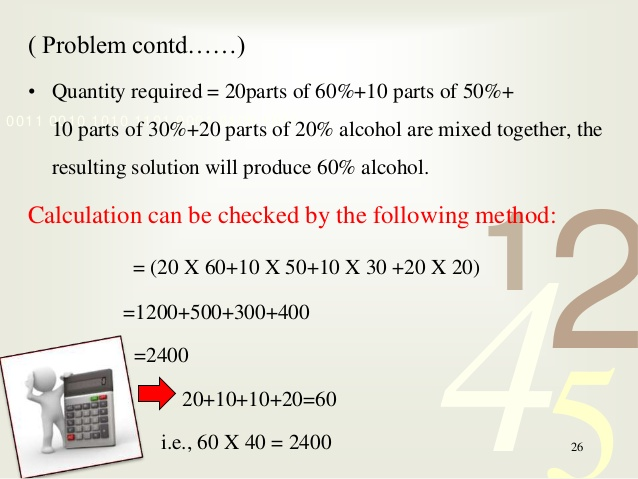 ( Problem contd……)
• Quantity required = 20parts of 60%+10 parts of 50%+
10 parts of 30%+20 parts of 20% alcohol are mixed together, the
resulting solution will produce 60% alcohol.
Calculation can be checked by the following method:
= (20 X 60+10 X 50+10 X 30 +20 X 20)
=1200+500+300+400
=2400
20+10+10+20=60
i.e., 60 X 40 = 2400
26
12
45